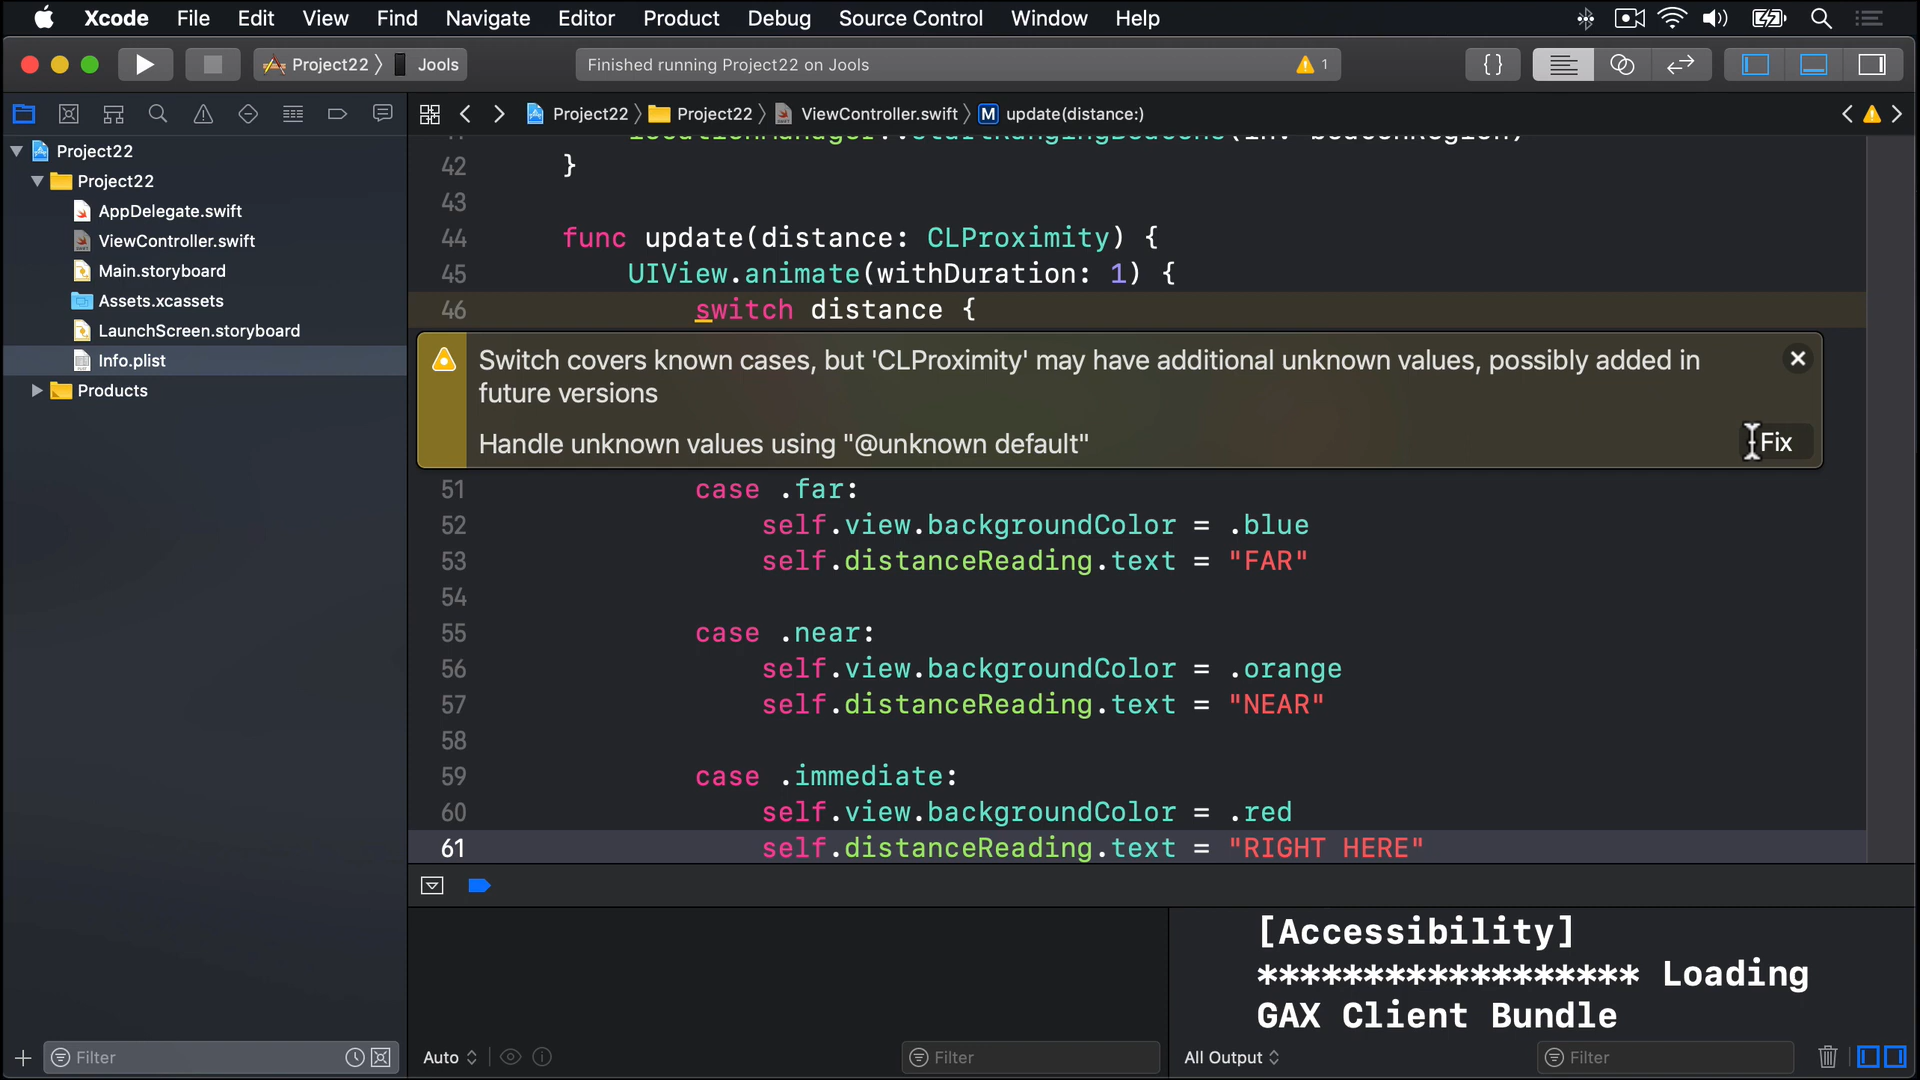 Xcode File Edit View Find Navigate Editor Product Debug Source Control Window Help
Project22 Jools
Finished running Project22 on Jools
1
{}
Project22 Project22 ViewController.swift M update(distance:)
Project22
Project22
AppDelegate.swift
ViewController.swift
Main.storyboard
Assets.xcassets
LaunchScreen.storyboard
Info.plist
Products
42 }
43
44 func update(distance: CLProximity) {
45 UIView.animate(withDuration: 1) {
46 switch distance {
Switch covers known cases, but 'CLProximity' may have additional unknown values, possibly added in
future versions
Handle unknown values using "@unknown default"
Fix
51 case .far:
52 self.view.backgroundColor = .blue
53 self.distanceReading.text = "FAR"
54
55 case .near:
56 self.view.backgroundColor = .orange
57 self.distanceReading.text = "NEAR"
58
59 case .immediate:
60 self.view.backgroundColor = .red
61 self.distanceReading.text = "RIGHT HERE"
[Accessibility]
****************** Loading
GAX Client Bundle
Filter
Auto
Filter
All Output
Filter